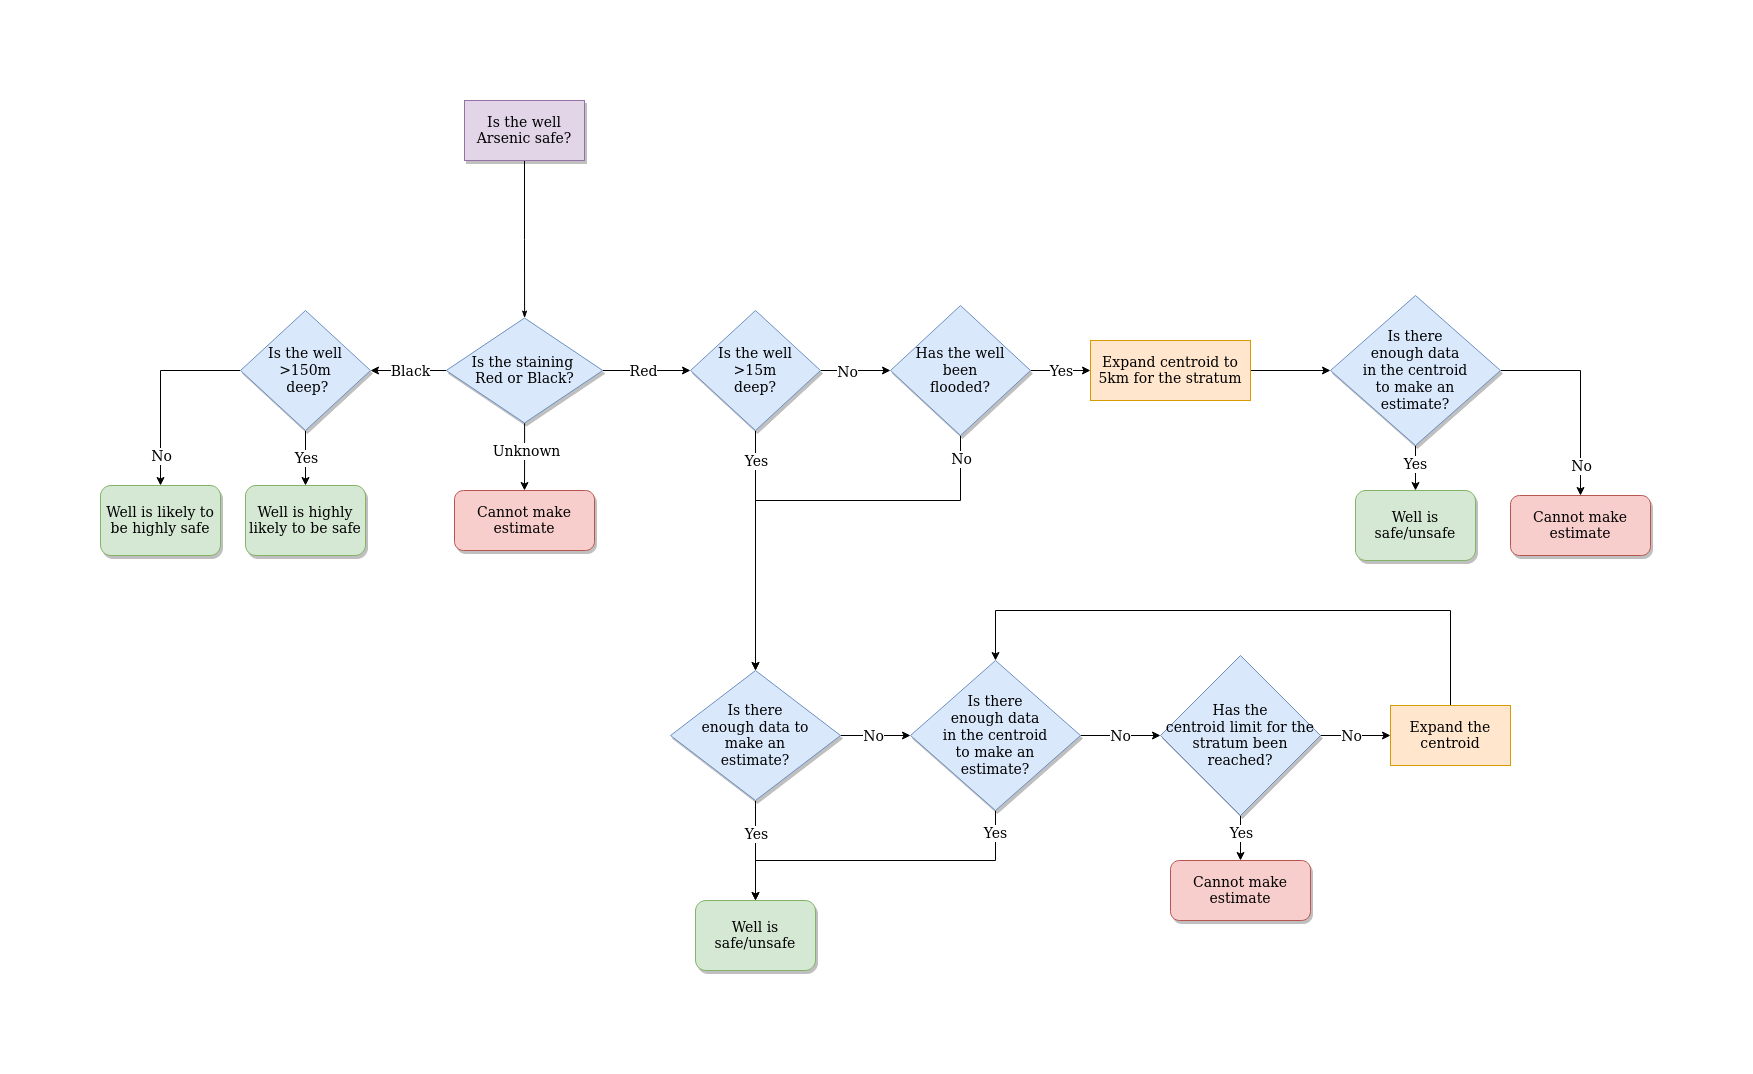 Is the well
Arsenic safe?
Is the well
>150m
deep?
Black
Is the staining
Red or Black?
Red
Is the well
>15m
deep?
No
Has the well
been
flooded?
Yes
Expand centroid to
5km for the stratum
Is there
enough data
in the centroid
to make an
estimate?
No
Yes
Unknown
Yes
No
Yes
No
Well is likely to
be highly safe
Well is highly
likely to be safe
Cannot make
estimate
Well is
safe/unsafe
Cannot make
estimate
Is there
enough data to
make an
estimate?
No
Is there
enough data
in the centroid
to make an
estimate?
No
Has the
centroid limit for the
stratum been
reached?
No
Expand the
centroid
Yes
Yes
Yes
Cannot make
estimate
Well is
safe/unsafe